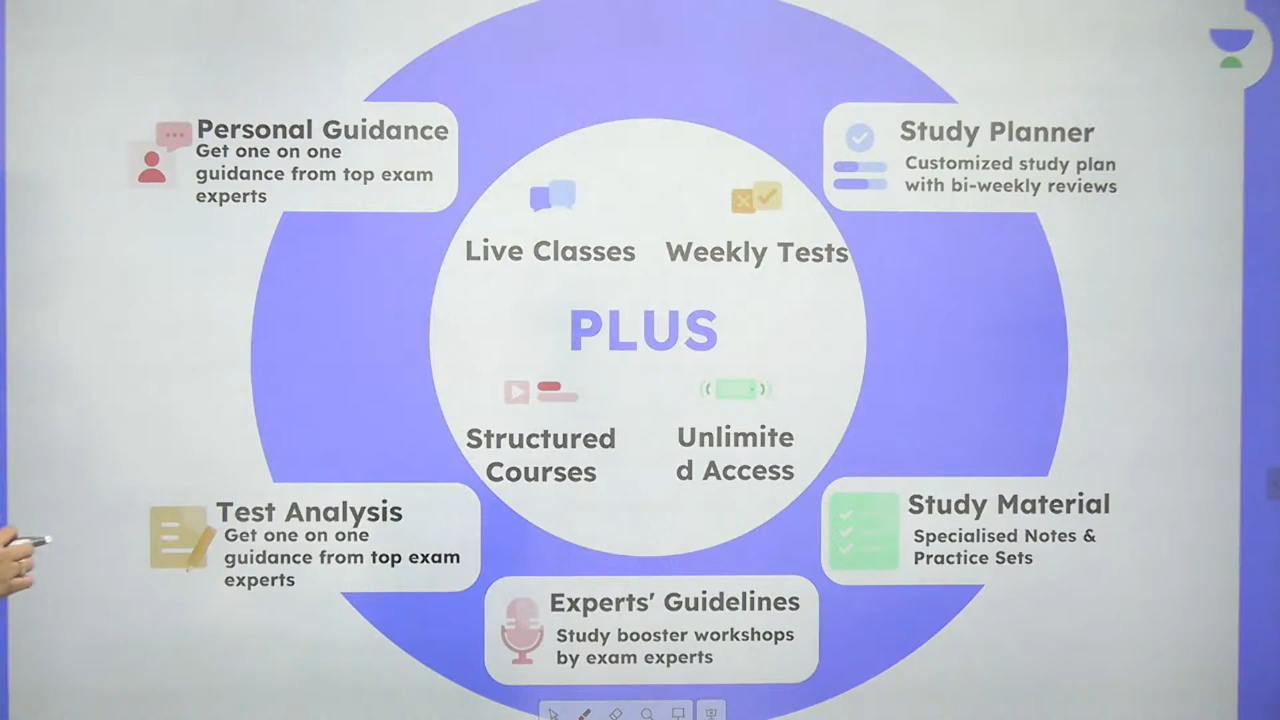 Personal Guidance
Get one on one
guidance from top exam
experts
Study Planner
Customized study plan
with bi-weekly reviews
Live Classes
Weekly Tests
PLUS
Structured
Courses
Unlimite
d Access
Test Analysis
Get one on one
guidance from top exam
experts
Study Material
Specialised Notes &
Practice Sets
Experts' Guidelines
Study booster workshops
by exam experts